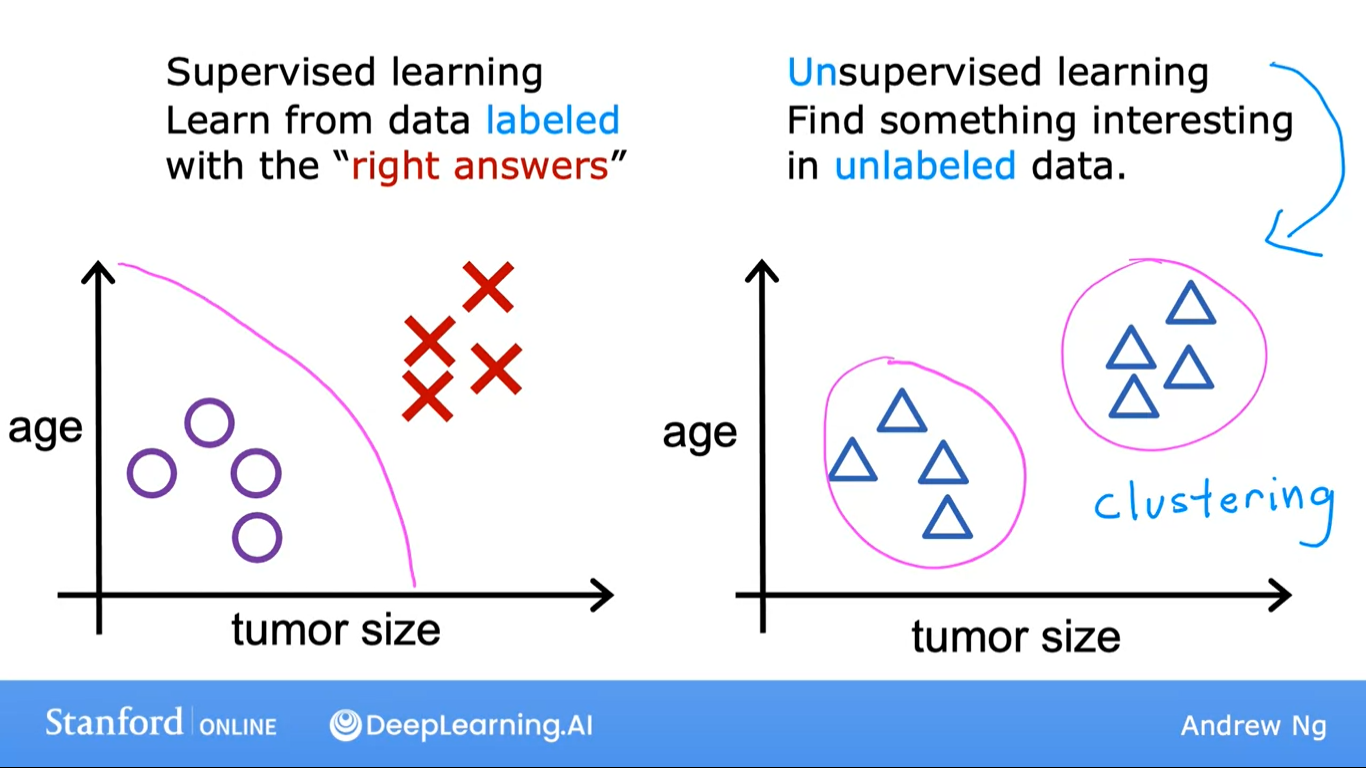 Supervised learning
Learn from data labeled
with the “right answers”
age
tumor size
Unsupervised learning
Find something interesting
in unlabeled data.
age
clustering
tumor size
Stanford ONLINE
DeepLearning.AI
Andrew Ng